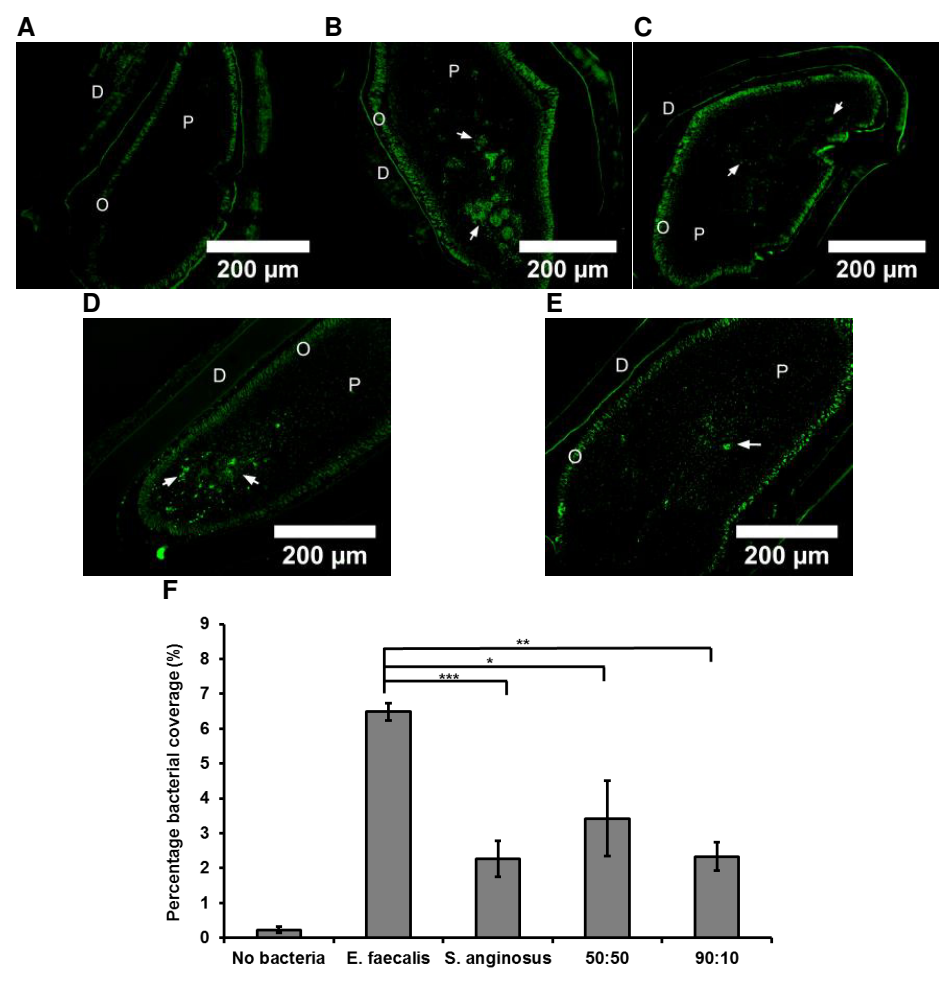 A B C
D P O 200 µm
P O D 200 µm
D O P 200 µm
D E
O D P 200 µm
D P O 200 µm
F
Percentage bacterial coverage (%)
9
8
7
6
5
4
3
2
1
0
**
*
***
No bacteria E. faecalis S. anginosus 50:50 90:10